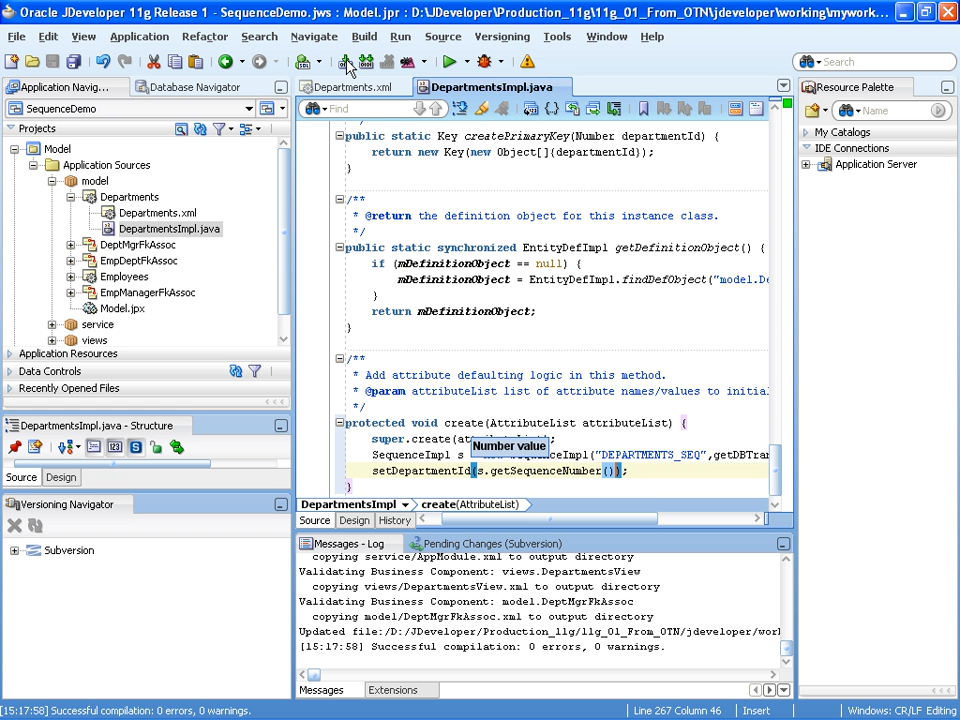 Oracle JDeveloper 11g Release 1 - SequenceDemo.jws : Model.jpr : D:\JDeveloper\Production_11g\11g_01_From_OTN\jdeveloper\working\mywork...
File Edit View Application Refactor Search Navigate Build Run Source Versioning Tools Window Help
Search
Application Navig... Database Navigator
SequenceDemo
Projects
Model
Application Sources
model
Departments
Departments.xml
DepartmentsImpl.java
DeptMgrFkAssoc
EmpDeptFkAssoc
Employees
EmpManagerFkAssoc
Model.jpx
service
views
Application Resources
Data Controls
Recently Opened Files
DepartmentsImpl.java - Structure
Source Design
Versioning Navigator
Subversion
Departments.xml DepartmentsImpl.java
Find
public static Key createPrimaryKey(Number departmentId) {
return new Key(new Object[]{departmentId});
}
/**
* @return the definition object for this instance class.
*/
public static synchronized EntityDefImpl getDefinitionObject() {
if (mDefinitionObject == null) {
mDefinitionObject = EntityDefImpl.findDefObject("model.De
}
return mDefinitionObject;
}
/**
* Add attribute defaulting logic in this method.
* @param attributeList list of attribute names/values to initial
*/
protected void create(AttributeList attributeList) {
super.create(
Number value
SequenceImpl s ("DEPARTMENTS_SEQ",getDBTran
setDepartmentId(s.getSequenceNumber());
}
DepartmentsImpl create(AttributeList)
Source Design History
Messages - Log Pending Changes (Subversion)
copying service/AppModule.xml to output directory
Validating Business Component: views.DepartmentsView
copying views/DepartmentsView.xml to output directory
Validating Business Component: model.DeptMgrFkAssoc
copying model/DeptMgrFkAssoc.xml to output directory
Updated file:/D:/JDeveloper/Production_11g/11g_01_From_OTN/jdeveloper/wor
[15:17:58] Successful compilation: 0 errors, 0 warnings.
Messages Extensions
Resource Palette
Name
My Catalogs
IDE Connections
Application Server
[15:17:58] Successful compilation: 0 errors, 0 warnings. Line 267 Column 46 Insert Windows: CR/LF Editing